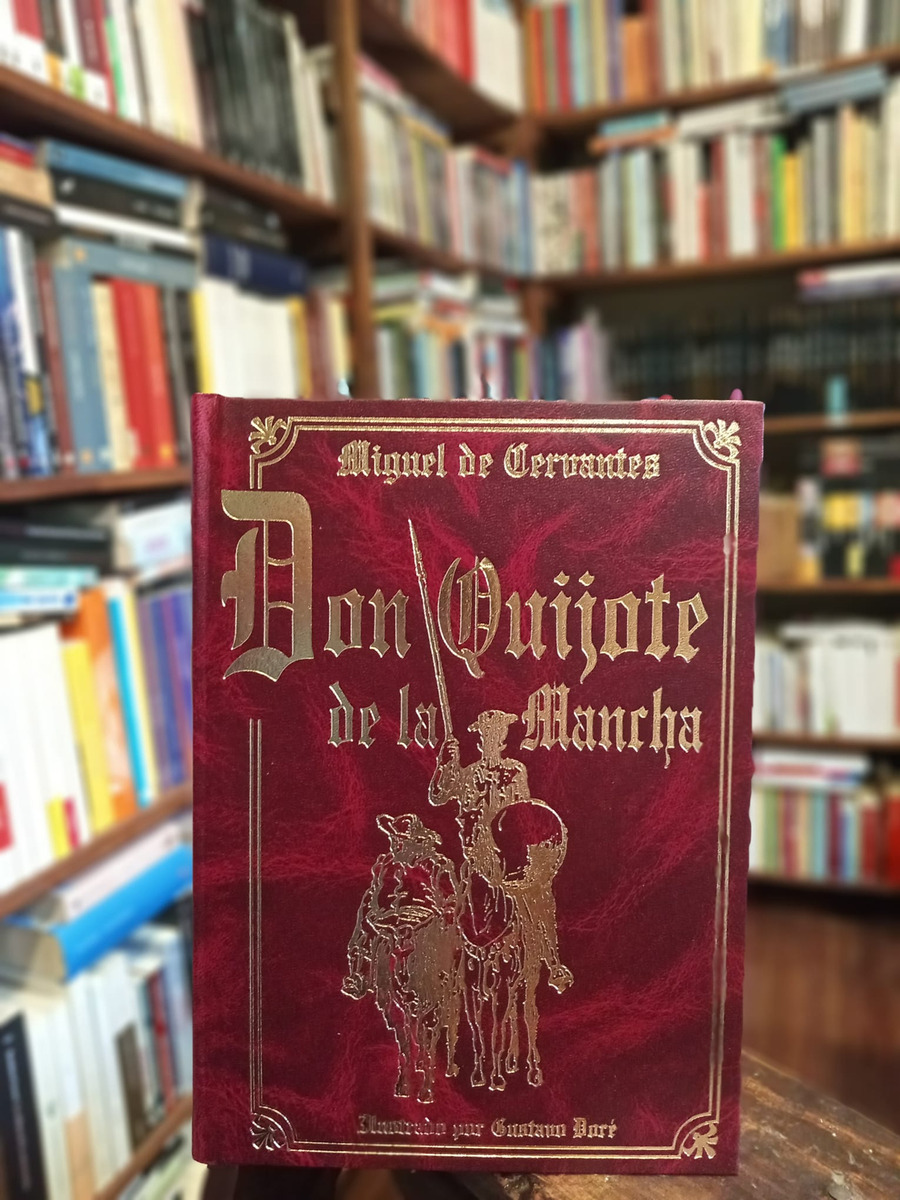 Miguel de Cervantes
Don Quijote
de la Mancha
Ilustrado por Gustavo Doré